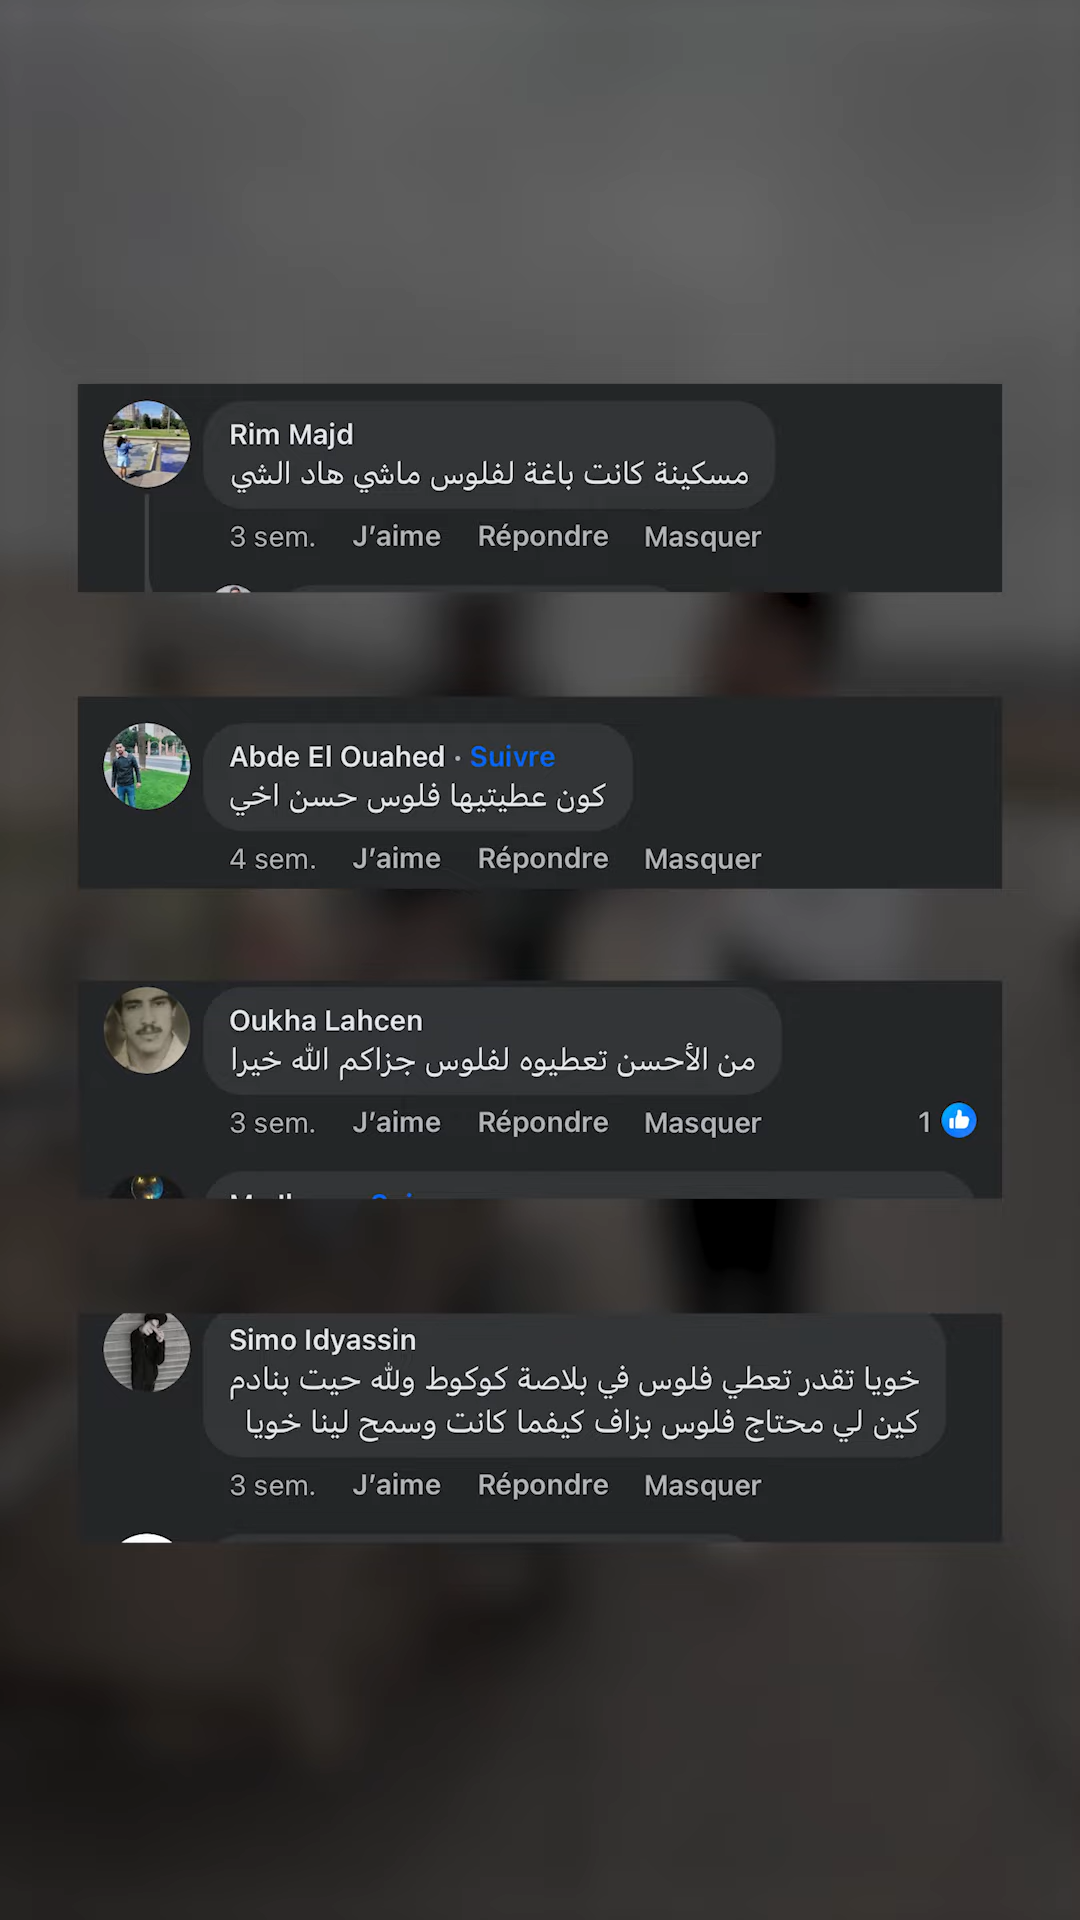 Rim Majd
مسكينة كانت باغة لفلوس ماشي هاد الشي
3 sem. J’aime Répondre Masquer
Abde El Ouahed · Suivre
كون عطيتيها فلوس حسن اخي
4 sem. J’aime Répondre Masquer
Oukha Lahcen
من الأحسن تعطيوه لفلوس جزاكم الله خيرا
3 sem. J’aime Répondre Masquer 1
Simo Idyassin
خويا تقدر تعطي فلوس في بلاصة كوكوط ولله حيت بنادم
كين لي محتاج فلوس بزاف كيفما كانت وسمح لينا خويا
3 sem. J’aime Répondre Masquer